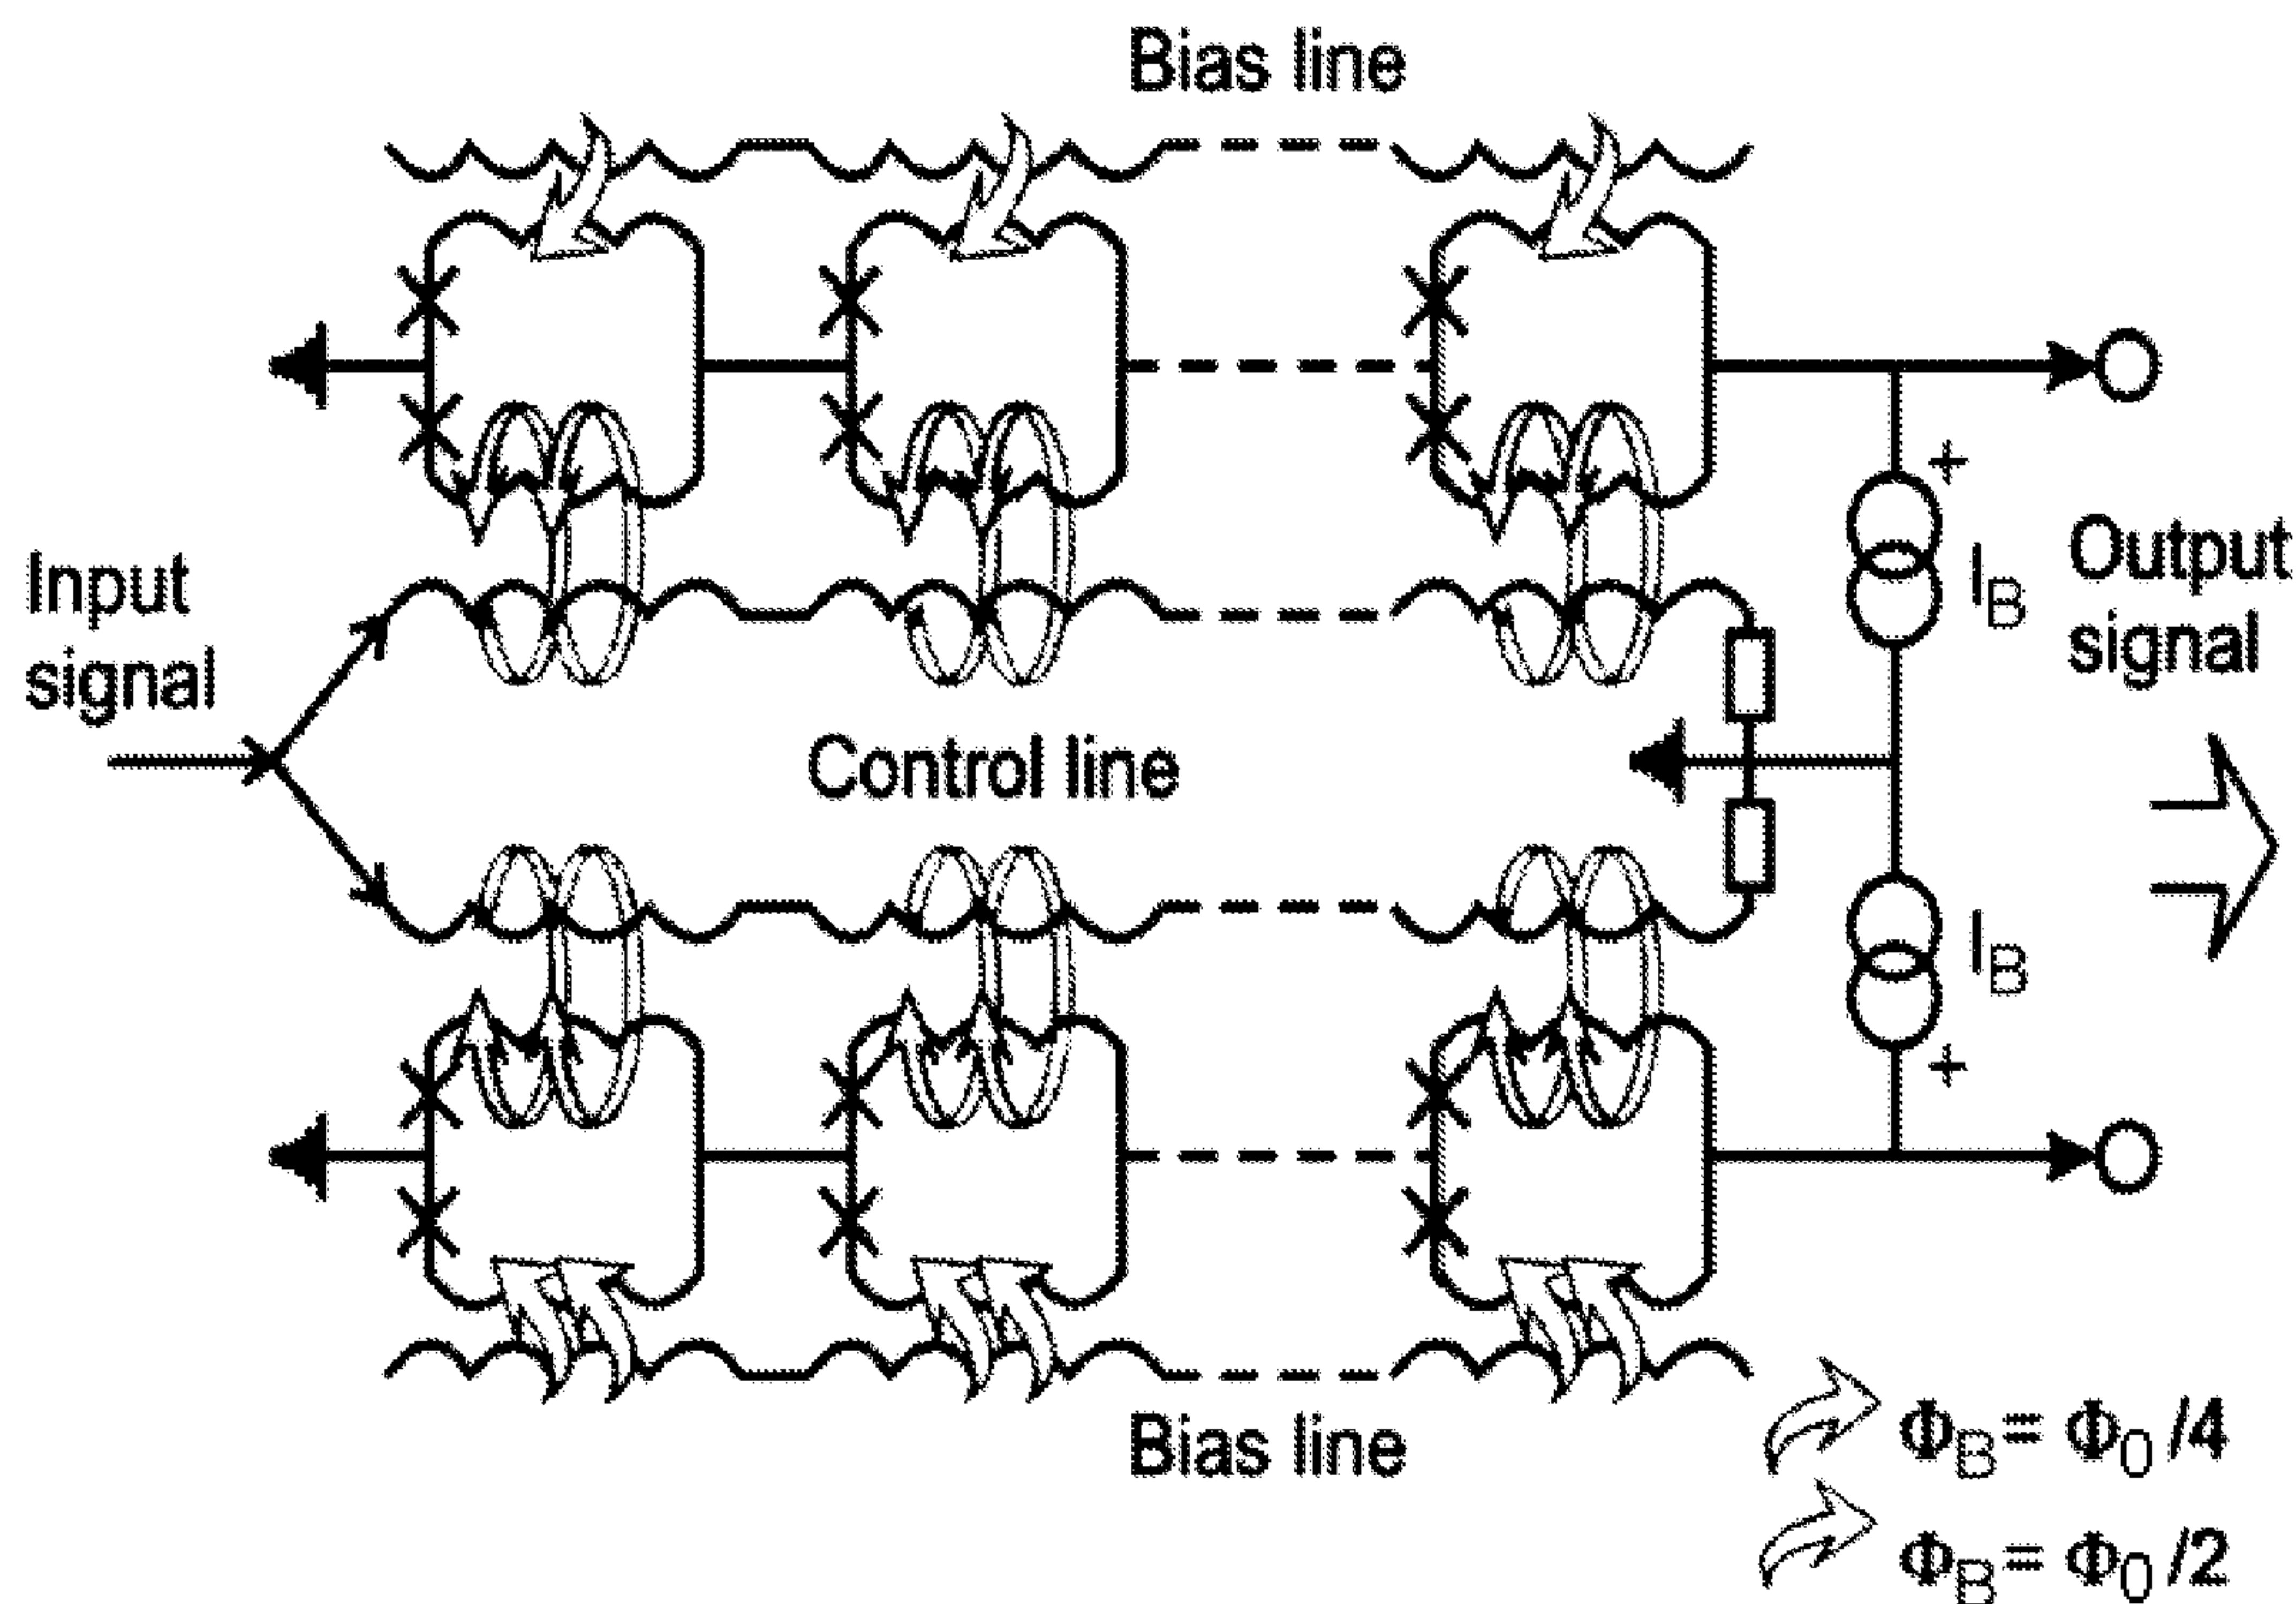 Bias line
Input
signal
+
I_B
Output
signal
Control line
I_B
+
Bias line
Φ_B = Φ_0 /4
Φ_B = Φ_0 /2